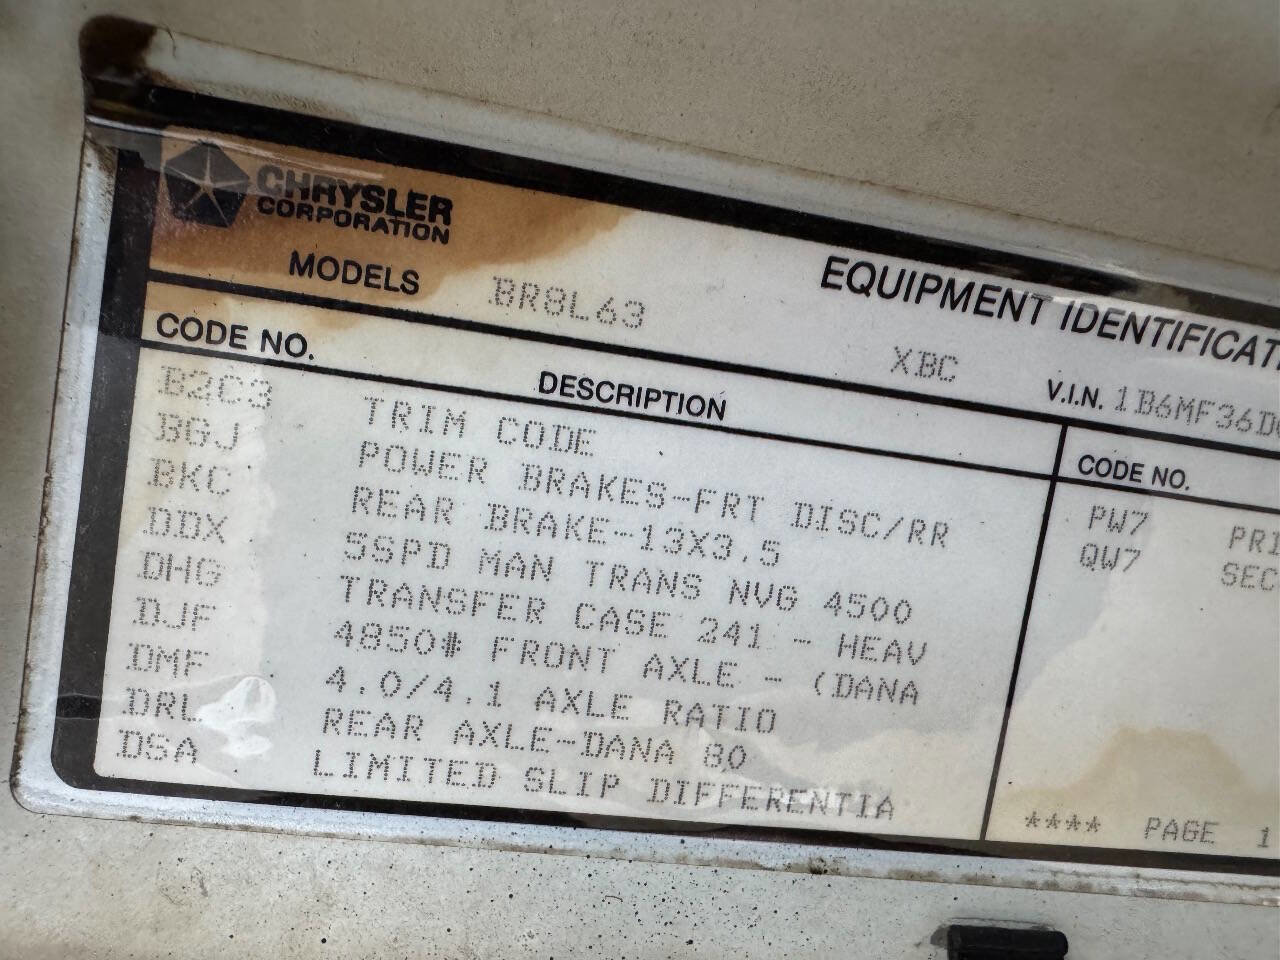 CHRYSLER
CORPORATION
EQUIPMENT
MODELS BR8L63 XBC V.I.N.
CODE NO. DESCRIPTION CODE NO.
B2C3 TRIM CODE PW7
BGJ POWER BRAKES-FRT DISC/RR QW7
BKC REAR BRAKE-13X3,5
DDX 5SPD MAN TRANS NVG 4500
DHG TRANSFER CASE 241 - HEAV
DJF 4850# FRONT AXLE - (DANA
DMF 4.0/4.1 AXLE RATIO
DRL REAR AXLE-DANA 80
DSA LIMITED SLIP DIFFERENTIA
**** PAGE 1